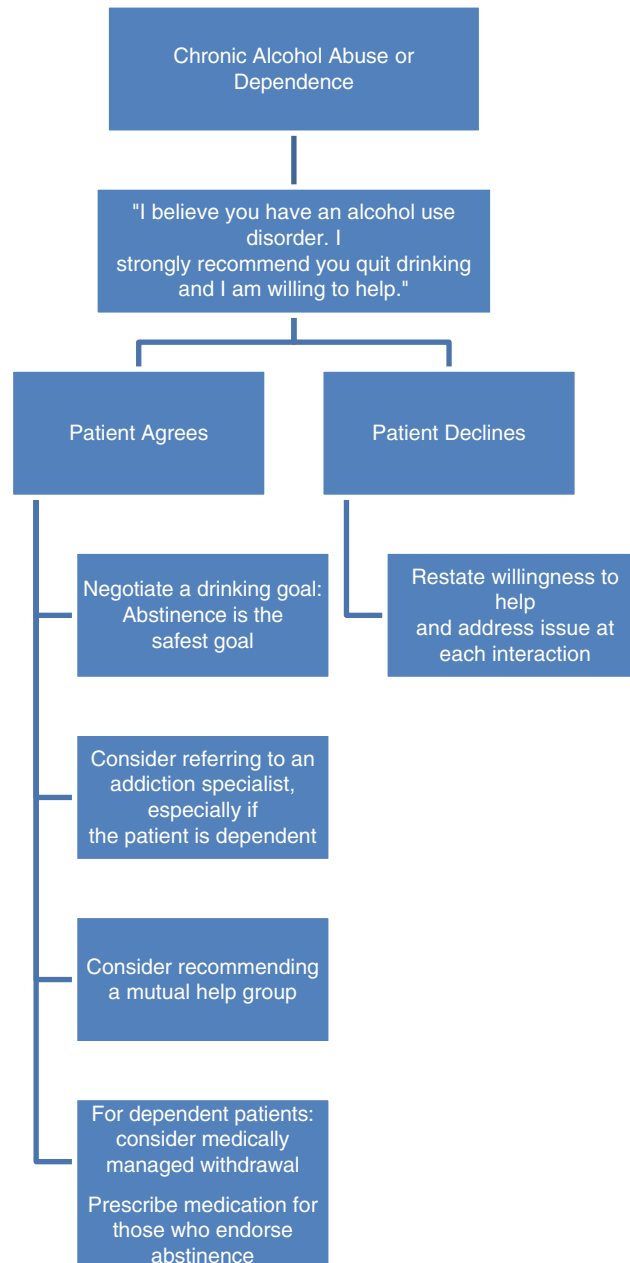 Chronic Alcohol Abuse or
Dependence
"I believe you have an alcohol use
disorder. I
strongly recommend you quit drinking
and I am willing to help."
Patient Agrees
Patient Declines
Negotiate a drinking goal:
Abstinence is the
safest goal
Restate willingness to
help
and address issue at
each interaction
Consider referring to an
addiction specialist,
especially if
the patient is dependent
Consider recommending
a mutual help group
For dependent patients:
consider medically
managed withdrawal
Prescribe medication for
those who endorse
abstinence